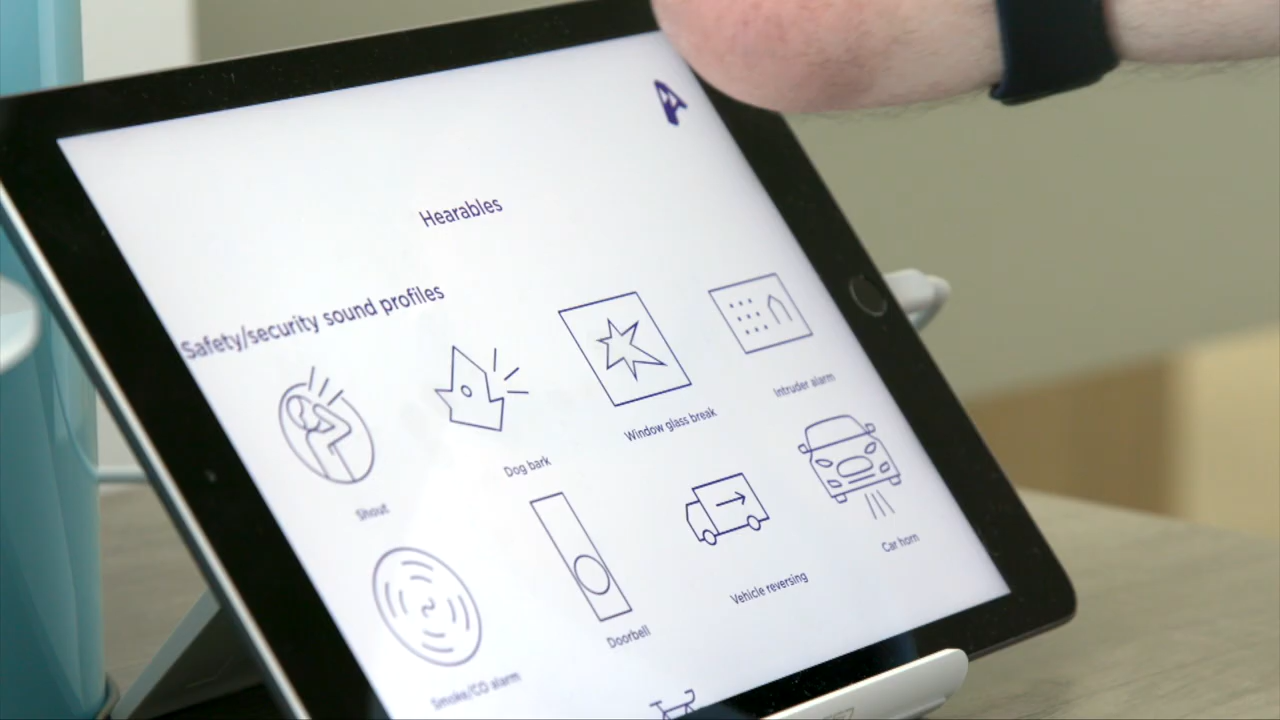 Hearables
Safety/security sound profiles
Shout
Dog bark
Window glass break
Intruder alarm
Smoke/CO alarm
Doorbell
Vehicle reversing
Car horn